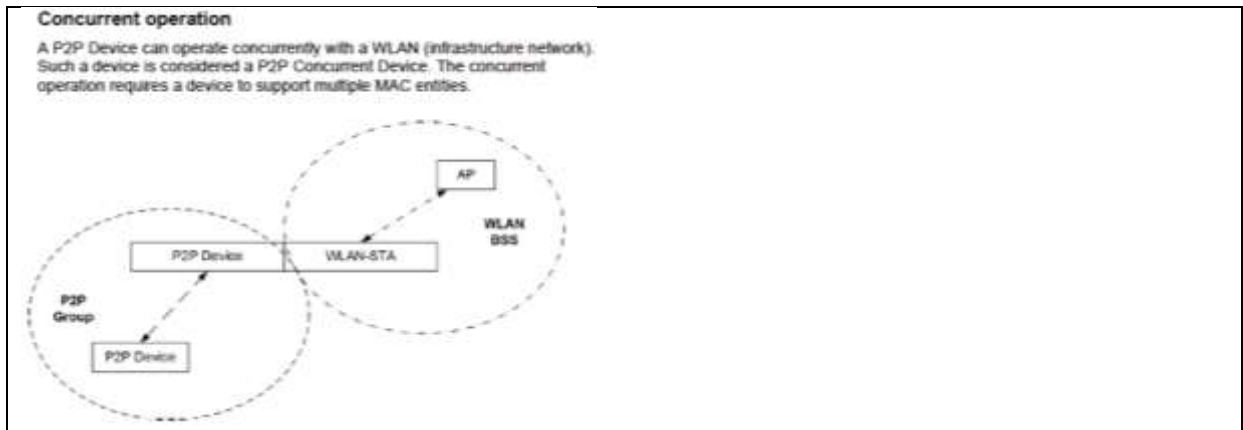 Concurrent operation
A P2P Device can operate concurrently with a WLAN (infrastructure network).
Such a device is considered a P2P Concurrent Device. The concurrent
operation requires a device to support multiple MAC entities.
AP
WLAN
BSS
P2P Device
WLAN-STA
P2P
Group
P2P Device